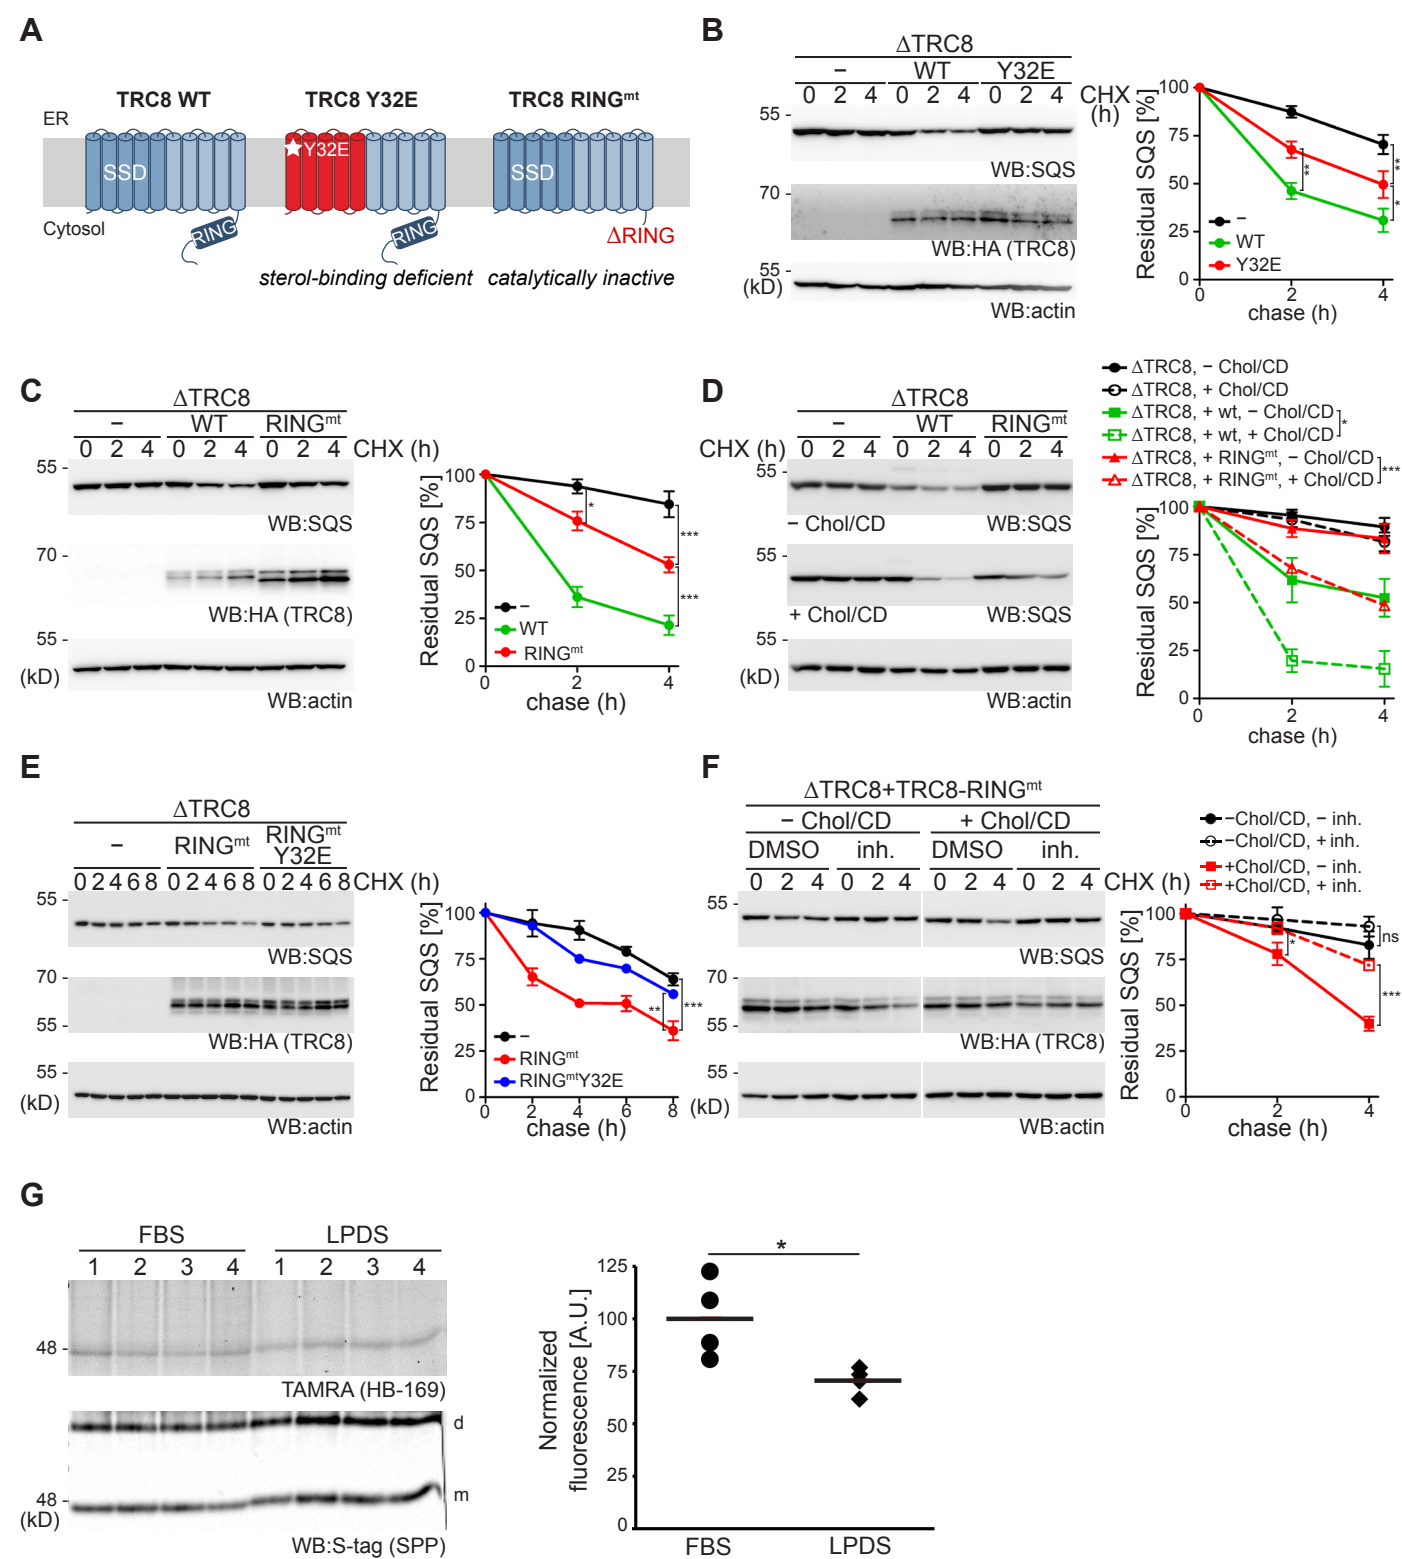 A
TRC8 WT
TRC8 Y32E
TRC8 RINGmt
ER
SSD
Y32E
SSD
Cytosol
RING
RING
ΔRING
sterol-binding deficient
catalytically inactive
B
ΔTRC8
– WT Y32E
0 2 4 0 2 4 0 2 4 CHX (h)
55
WB:SQS
70
WB:HA (TRC8)
55
(kD)
WB:actin
Residual SQS [%]
100
75
50
25
0
**
**
*
–
WT
Y32E
0 2 4
chase (h)
C
ΔTRC8
– WT RINGmt
0 2 4 0 2 4 0 2 4 CHX (h)
55
WB:SQS
70
WB:HA (TRC8)
55
(kD)
WB:actin
Residual SQS [%]
100
75
50
25
0
*
***
***
–
WT
RINGmt
0 2 4
chase (h)
D
ΔTRC8
– WT RINGmt
CHX (h) 0 2 4 0 2 4 0 2 4
55
– Chol/CD WB:SQS
55
+ Chol/CD WB:SQS
55
(kD)
WB:actin
ΔTRC8, – Chol/CD
ΔTRC8, + Chol/CD
ΔTRC8, + wt, – Chol/CD
*
ΔTRC8, + wt, + Chol/CD
ΔTRC8, + RINGmt, – Chol/CD
***
ΔTRC8, + RINGmt, + Chol/CD
Residual SQS [%]
100
75
50
25
0
0 2 4
chase (h)
E
ΔTRC8
– RINGmt RINGmt Y32E
0 2 4 6 8 0 2 4 6 8 0 2 4 6 8 CHX (h)
55
WB:SQS
70
55
WB:HA (TRC8)
55
(kD)
WB:actin
Residual SQS [%]
100
75
50
25
0
**
***
–
RINGmt
RINGmtY32E
0 2 4 6 8
chase (h)
F
ΔTRC8+TRC8-RINGmt
– Chol/CD + Chol/CD
DMSO inh. DMSO inh.
0 2 4 0 2 4 0 2 4 0 2 4 CHX (h)
55
WB:SQS
70
55
WB:HA (TRC8)
55
(kD)
WB:actin
–Chol/CD, – inh.
–Chol/CD, + inh.
+Chol/CD, – inh.
+Chol/CD, + inh.
Residual SQS [%]
100
75
50
25
0
*
ns
***
0 2 4
chase (h)
G
FBS LPDS
1 2 3 4 1 2 3 4
48
TAMRA (HB-169)
d
48
m
(kD)
WB:S-tag (SPP)
Normalized
fluorescence [A.U.]
125
100
75
50
25
0
*
FBS LPDS